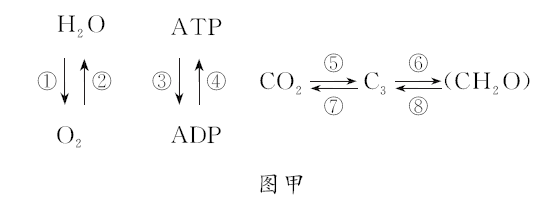 H₂O ATP
① ② ③ ④ CO₂ ⑤ ⑦ C₃ ⑥ ⑧ (CH₂O)
O₂ ADP
图甲